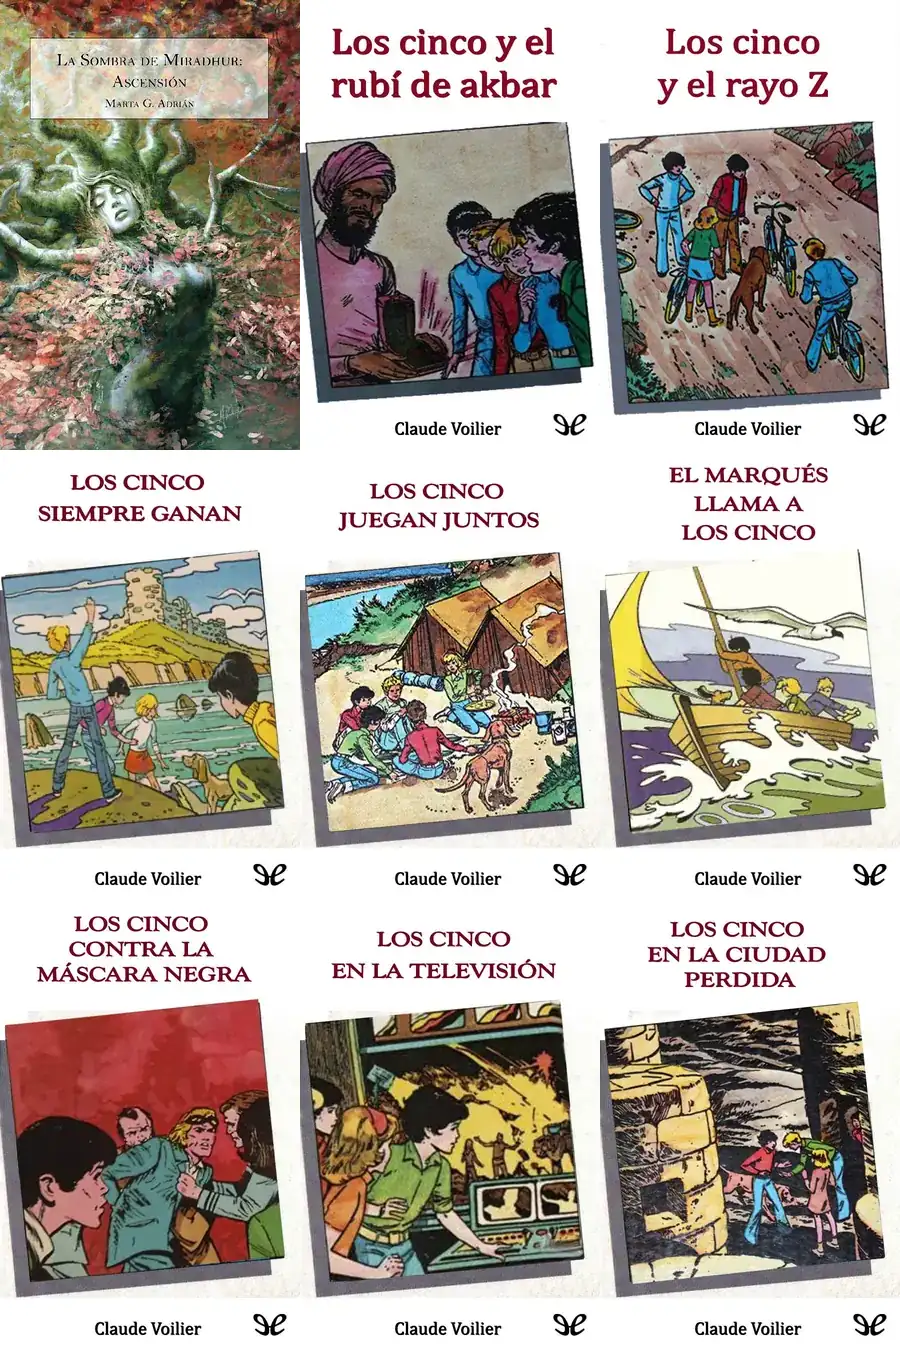 La Sombra de Miradhur:
Ascensión
Marta G. Adrián
Los cinco y el
rubí de akbar
Claude Voilier
Los cinco
y el rayo Z
Claude Voilier
LOS CINCO
SIEMPRE GANAN
Claude Voilier
LOS CINCO
JUEGAN JUNTOS
Claude Voilier
EL MARQUÉS
LLAMA A
LOS CINCO
Claude Voilier
LOS CINCO
CONTRA LA
MÁSCARA NEGRA
Claude Voilier
LOS CINCO
EN LA TELEVISIÓN
Claude Voilier
LOS CINCO
EN LA CIUDAD
PERDIDA
Claude Voilier